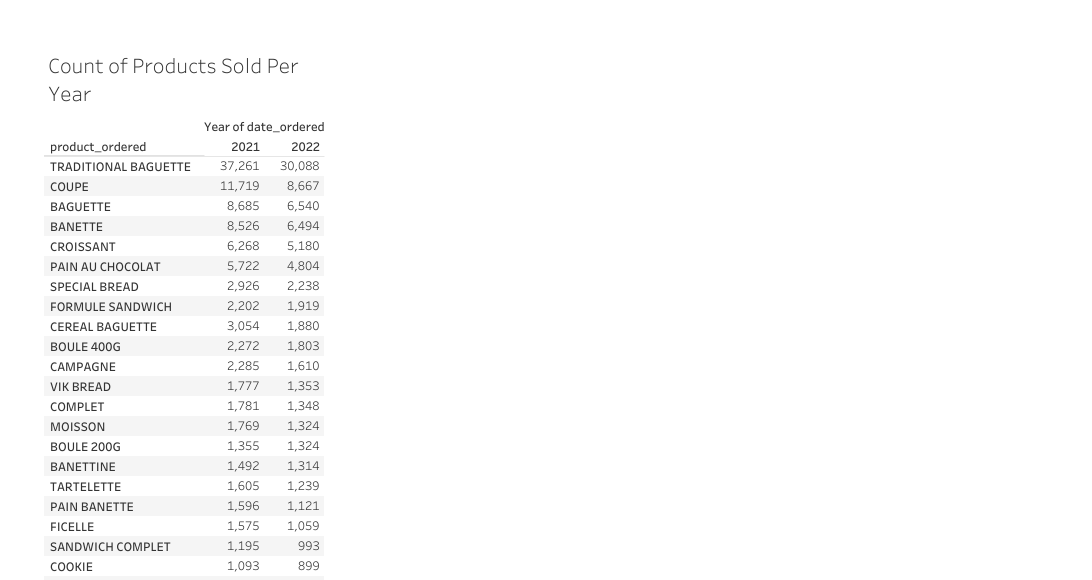 Count of Products Sold Per
Year
Year of date_ordered
product_ordered 2021 2022
TRADITIONAL BAGUETTE 37,261 30,088
COUPE 11,719 8,667
BAGUETTE 8,685 6,540
BANETTE 8,526 6,494
CROISSANT 6,268 5,180
PAIN AU CHOCOLAT 5,722 4,804
SPECIAL BREAD 2,926 2,238
FORMULE SANDWICH 2,202 1,919
CEREAL BAGUETTE 3,054 1,880
BOULE 400G 2,272 1,803
CAMPAGNE 2,285 1,610
VIK BREAD 1,777 1,353
COMPLET 1,781 1,348
MOISSON 1,769 1,324
BOULE 200G 1,355 1,324
BANETTINE 1,492 1,314
TARTELETTE 1,605 1,239
PAIN BANETTE 1,596 1,121
FICELLE 1,575 1,059
SANDWICH COMPLET 1,195 993
COOKIE 1,093 899